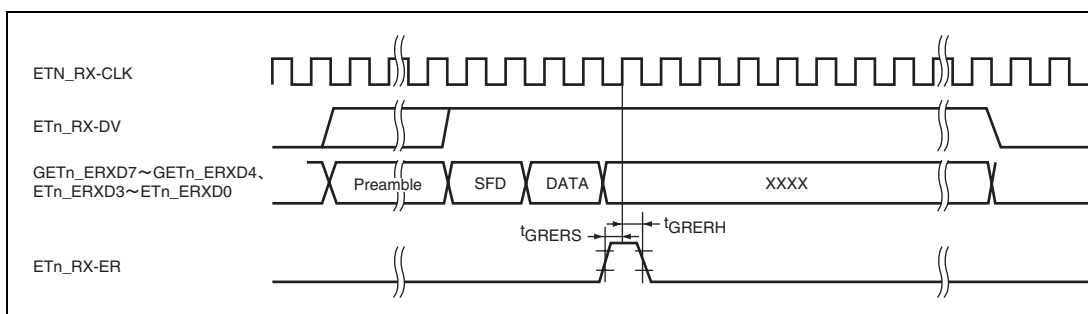 ETN_RX-CLK
ETn_RX-DV
GETn_ERXD7～GETn_ERXD4、
ETn_ERXD3～ETn_ERXD0
Preamble
SFD
DATA
XXXX
tGRERS
tGRERH
ETn_RX-ER